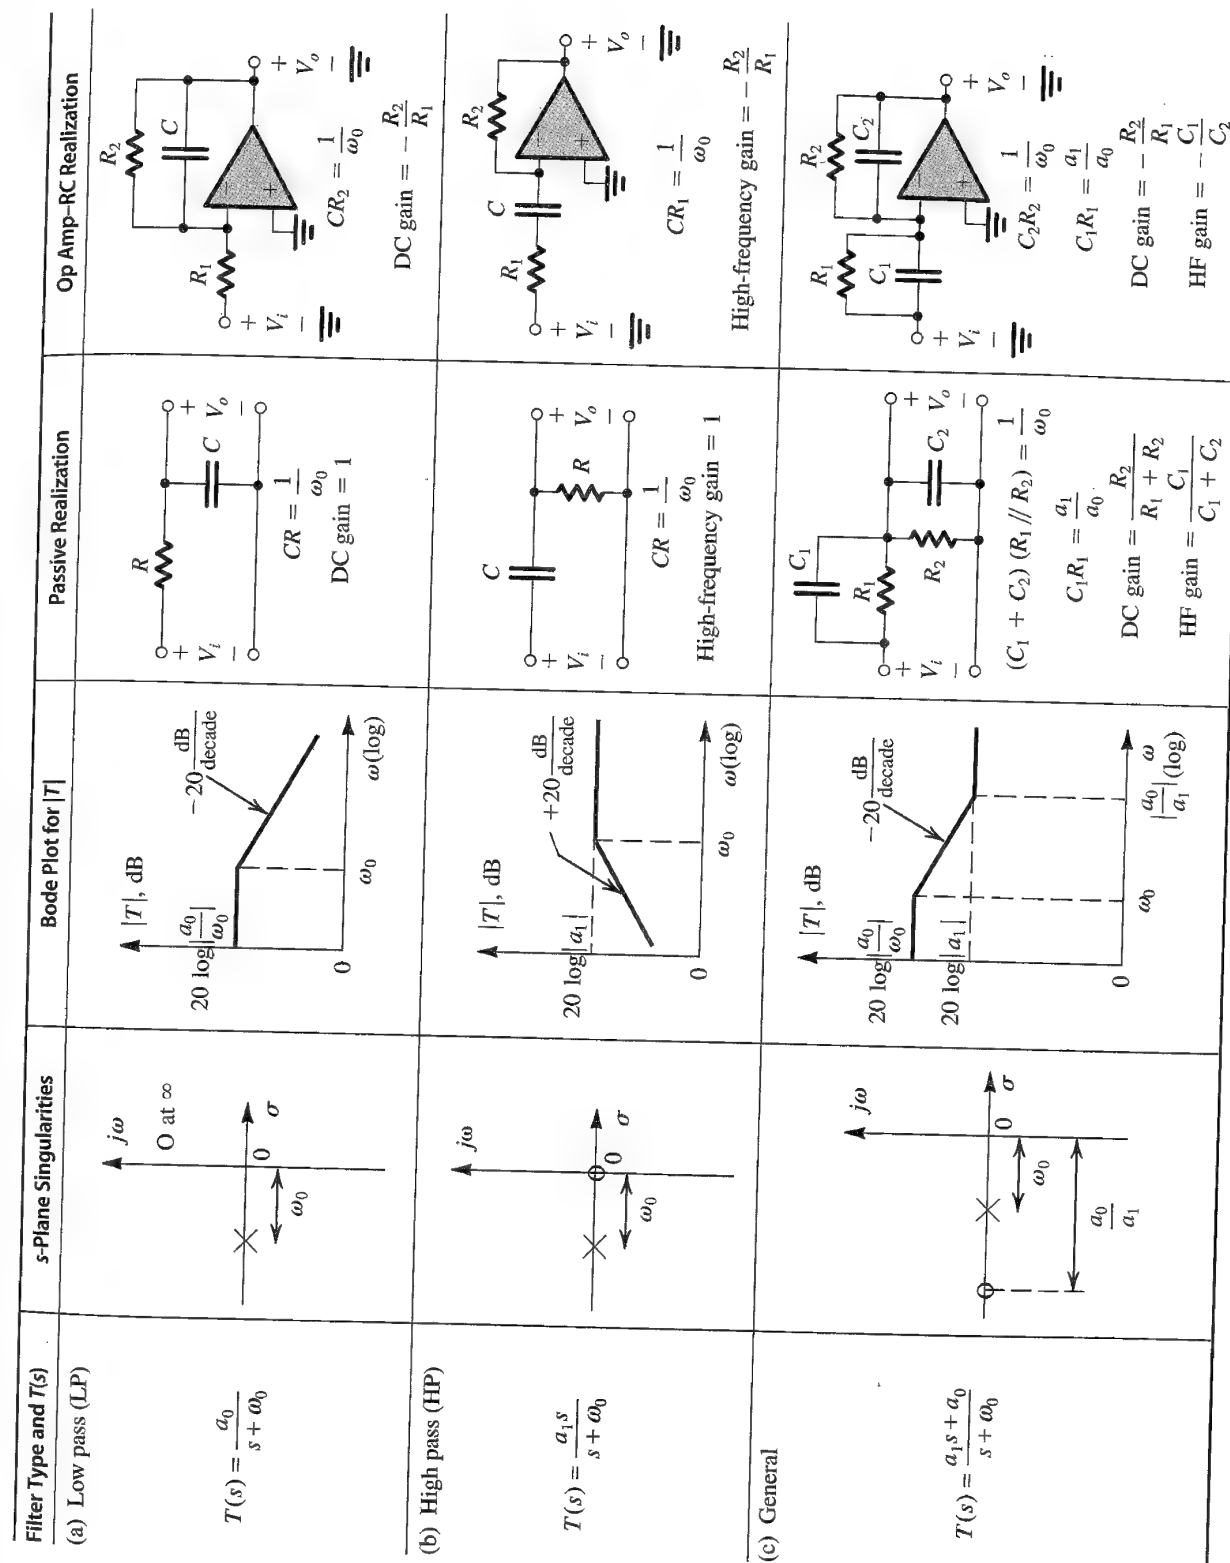 Filter Type and T(s)
s-Plane Singularities
Bode Plot for |T|
Passive Realization
Op Amp–RC Realization
(a) Low pass (LP)
T(s) = a0 / (s + ω0)
jω
O at ∞
σ
0
ω0
|T|, dB
20 log |a0/ω0|
−20 dB/decade
0
ω0
ω(log)
R
+
Vi
−
C
+
Vo
−
CR = 1/ω0
DC gain = 1
R2
C
R1
+
Vi
−
−
+
+
Vo
−
CR2 = 1/ω0
DC gain = − R2/R1
(b) High pass (HP)
T(s) = a1 s / (s + ω0)
jω
σ
0
ω0
|T|, dB
20 log |a1|
+20 dB/decade
0
ω0
ω(log)
C
+
Vi
−
R
+
Vo
−
CR = 1/ω0
High-frequency gain = 1
R1
C
R2
+
Vi
−
−
+
+
Vo
−
CR1 = 1/ω0
High-frequency gain = − R2/R1
(c) General
T(s) = (a1 s + a0) / (s + ω0)
jω
σ
0
ω0
a0/a1
|T|, dB
20 log |a0/ω0|
20 log |a1|
−20 dB/decade
0
ω0
|a0/a1|
ω
(log)
C1
R1
+
Vi
−
R2
C2
+
Vo
−
(C1 + C2) (R1 // R2) = 1/ω0
C1R1 = a1/a0
DC gain = R2 / (R1 + R2)
HF gain = C1 / (C1 + C2)
R1
C1
R2
C2
+
Vi
−
−
+
+
Vo
−
C2R2 = 1/ω0
C1R1 = a1/a0
DC gain = − R2/R1
HF gain = − C1/C2